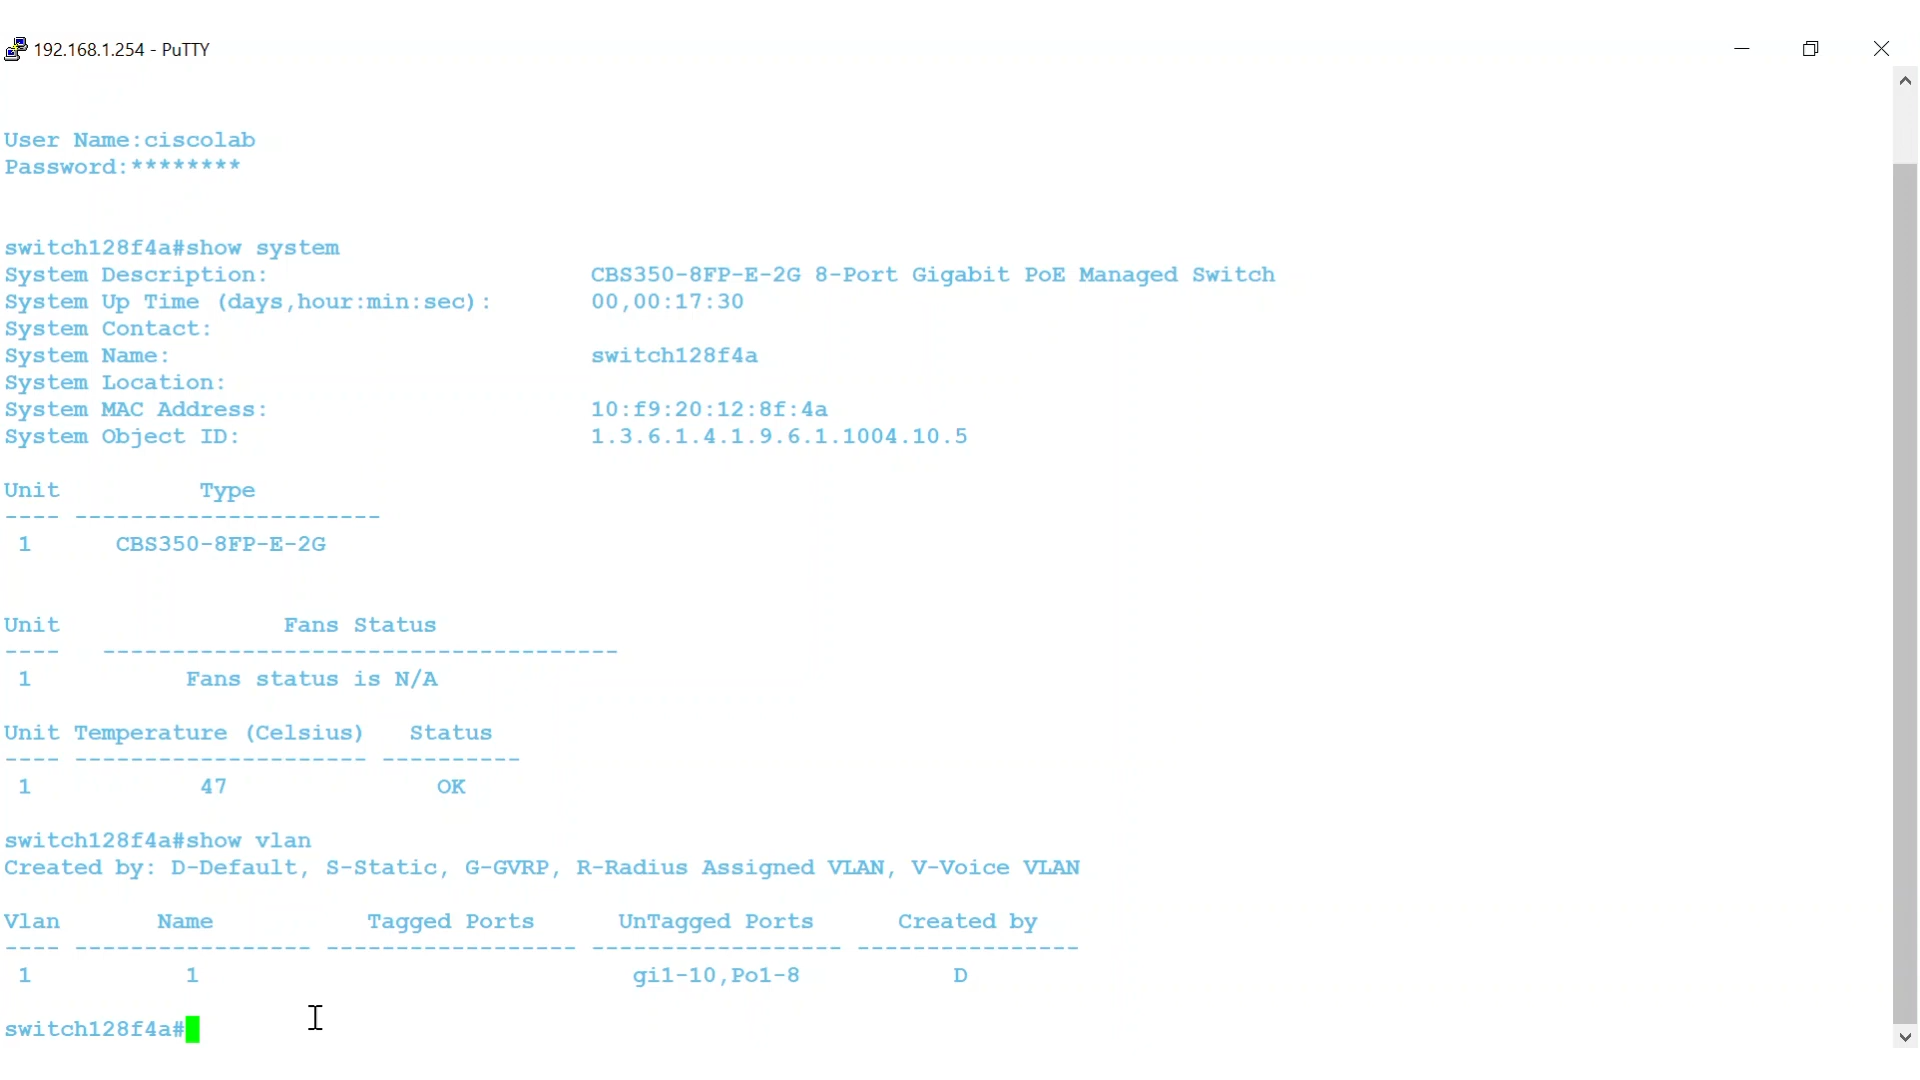 192.168.1.254 - PuTTY
User Name:ciscolab
Password:********
switch128f4a#show system
System Description: CBS350-8FP-E-2G 8-Port Gigabit PoE Managed Switch
System Up Time (days,hour:min:sec): 00,00:17:30
System Contact:
System Name: switch128f4a
System Location:
System MAC Address: 10:f9:20:12:8f:4a
System Object ID: 1.3.6.1.4.1.9.6.1.1004.10.5
Unit Type
---- ----------------------
1 CBS350-8FP-E-2G
Unit Fans Status
---- -------------------------------------
1 Fans status is N/A
Unit Temperature (Celsius) Status
---- --------------------- ----------
1 47 OK
switch128f4a#show vlan
Created by: D-Default, S-Static, G-GVRP, R-Radius Assigned VLAN, V-Voice VLAN
Vlan Name Tagged Ports UnTagged Ports Created by
---- ----------------- ------------------ ------------------ ----------------
1 1 gi1-10,Po1-8 D
switch128f4a#